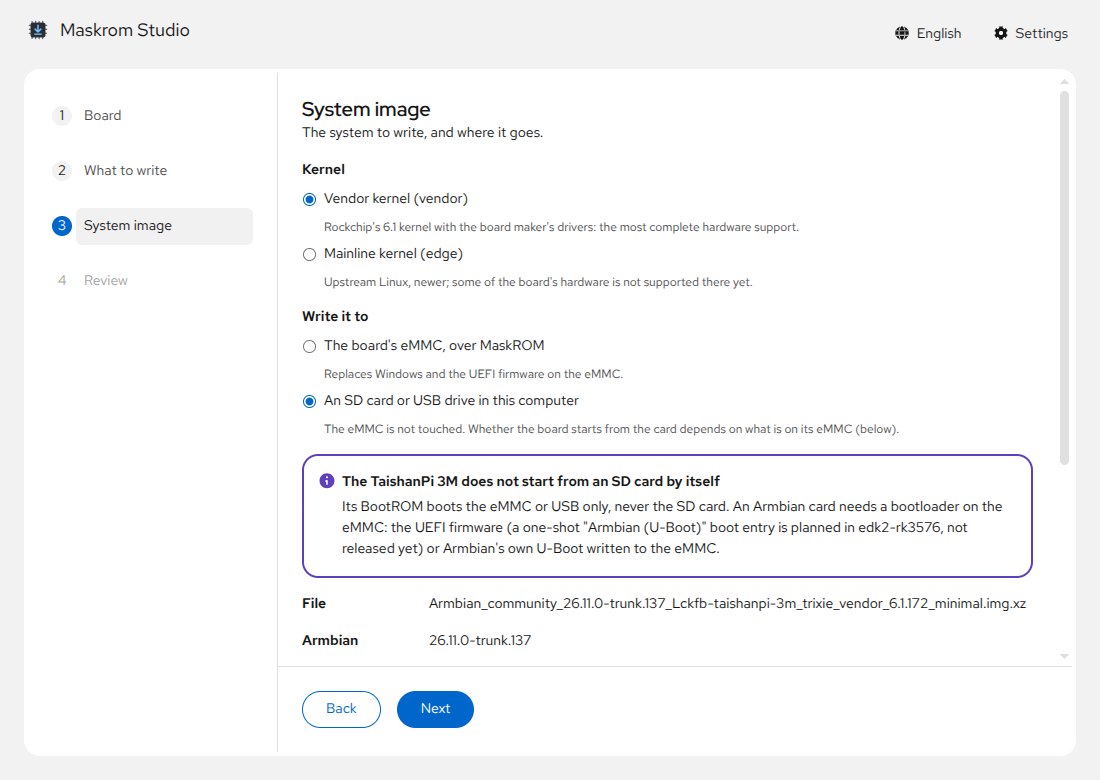 Maskrom Studio
English
Settings
1 Board
2 What to write
3 System image
4 Review
System image
The system to write, and where it goes.
Kernel
Vendor kernel (vendor)
Rockchip's 6.1 kernel with the board maker's drivers: the most complete hardware support.
Mainline kernel (edge)
Upstream Linux, newer; some of the board's hardware is not supported there yet.
Write it to
The board's eMMC, over MaskROM
Replaces Windows and the UEFI firmware on the eMMC.
An SD card or USB drive in this computer
The eMMC is not touched. Whether the board starts from the card depends on what is on its eMMC (below).
The TaishanPi 3M does not start from an SD card by itself
Its BootROM boots the eMMC or USB only, never the SD card. An Armbian card needs a bootloader on the
eMMC: the UEFI firmware (a one-shot "Armbian (U-Boot)" boot entry is planned in edk2-rk3576, not
released yet) or Armbian's own U-Boot written to the eMMC.
File Armbian_community_26.11.0-trunk.137_Lckfb-taishanpi-3m_trixie_vendor_6.1.172_minimal.img.xz
Armbian 26.11.0-trunk.137
Back
Next